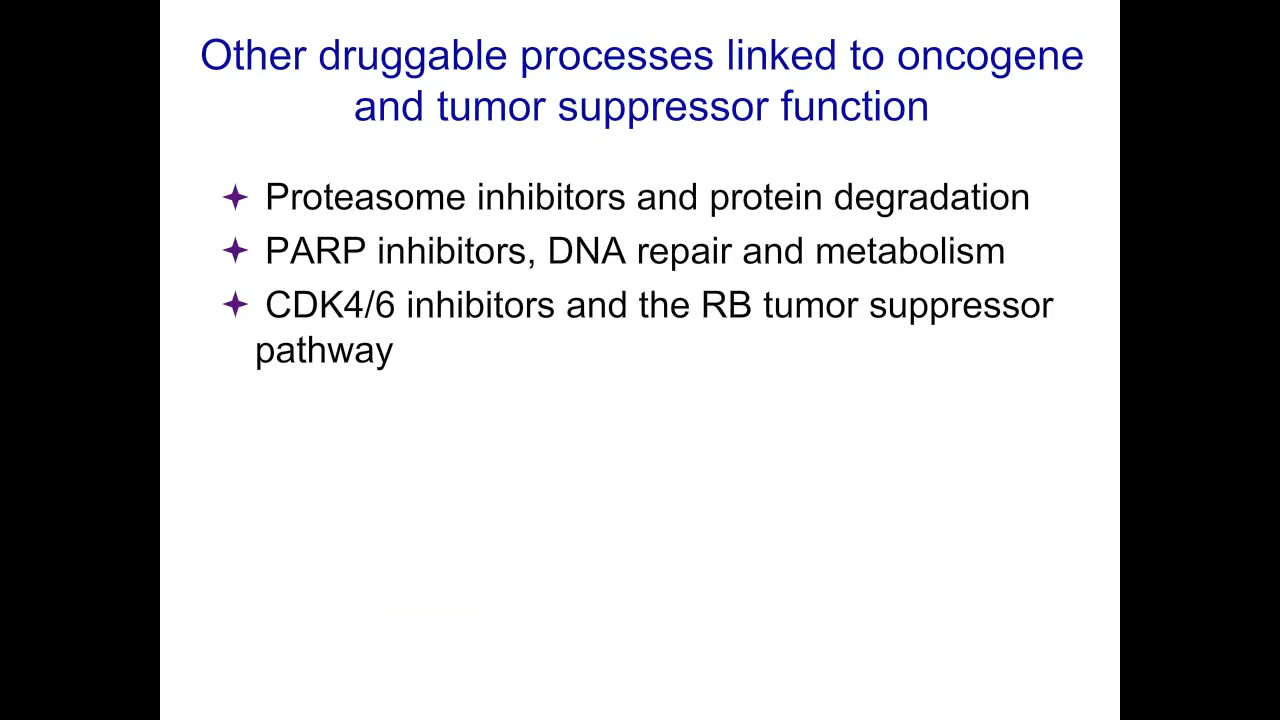 Other druggable processes linked to oncogene
and tumor suppressor function
Proteasome inhibitors and protein degradation
PARP inhibitors, DNA repair and metabolism
CDK4/6 inhibitors and the RB tumor suppressor
pathway